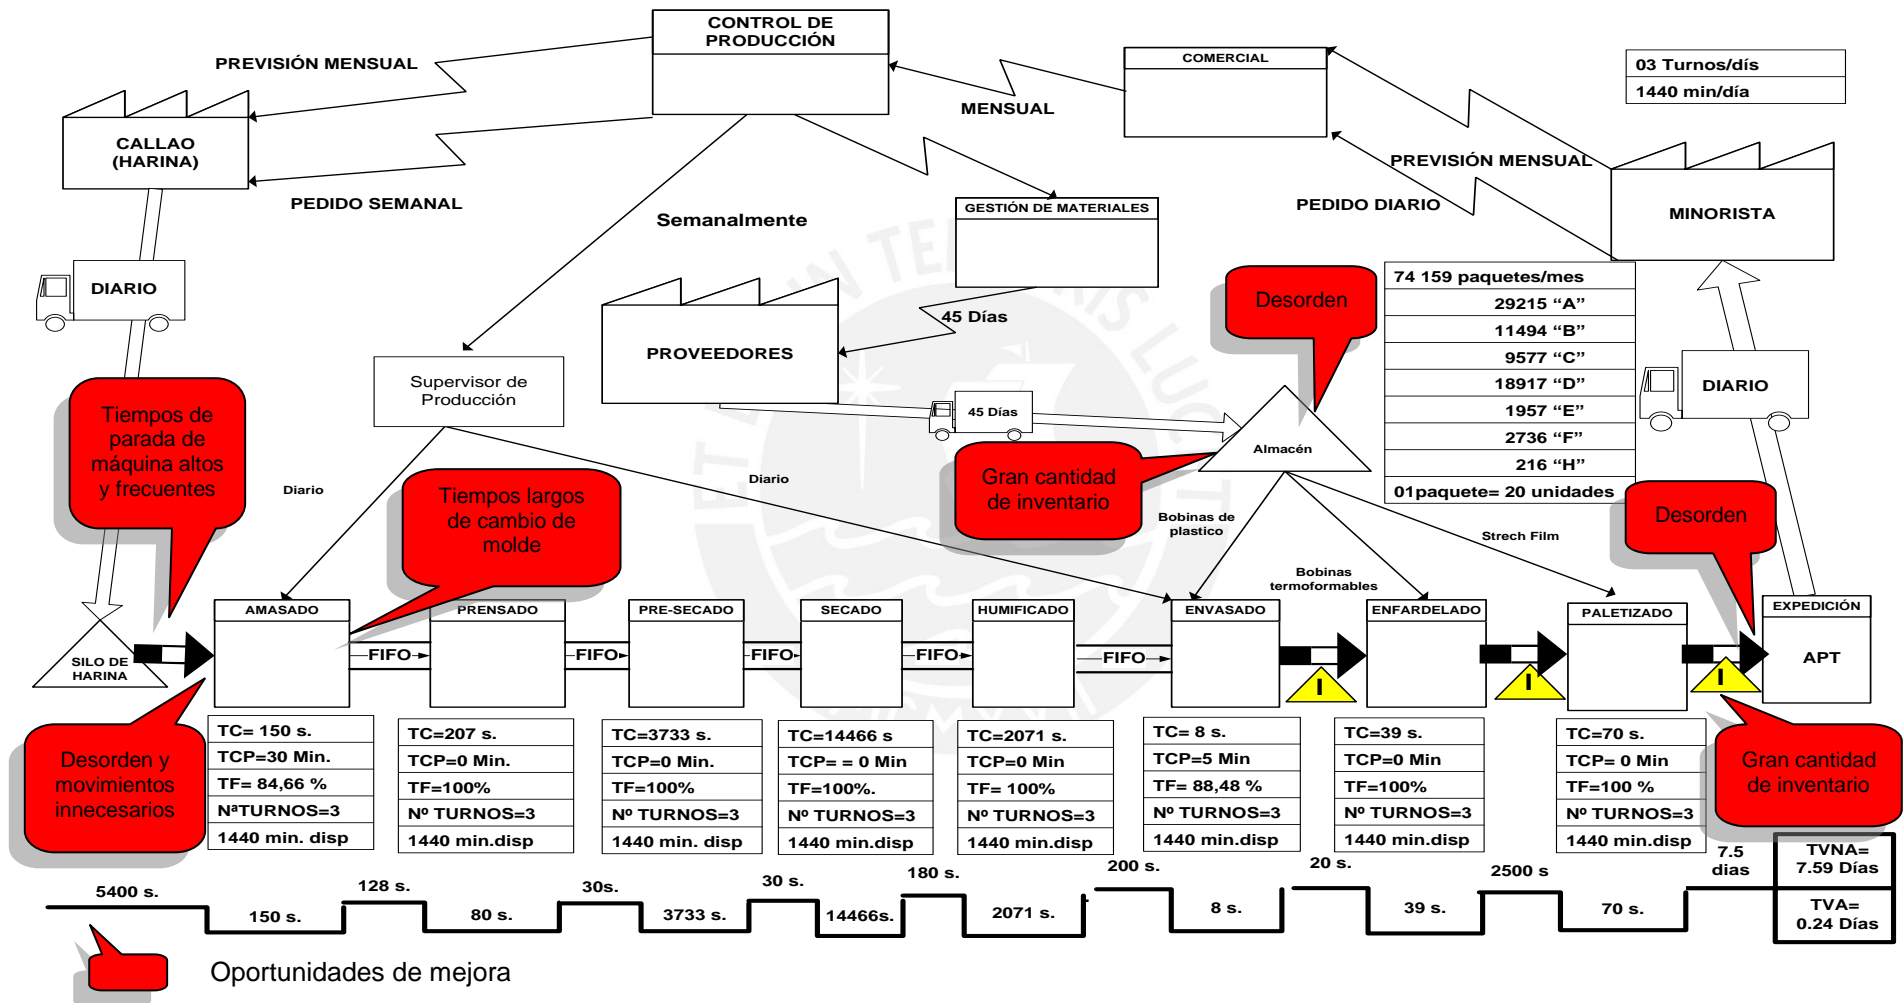 CONTROL DE
PRODUCCIÓN
PREVISIÓN MENSUAL
COMERCIAL
03 Turnos/dís
1440 min/día
MENSUAL
CALLAO
(HARINA)
PREVISIÓN MENSUAL
PEDIDO SEMANAL
Semanalmente
GESTIÓN DE MATERIALES
PEDIDO DIARIO
MINORISTA
DIARIO
74 159 paquetes/mes
29215 “A”
11494 “B”
9577 “C”
18917 “D”
1957 “E”
2736 “F”
216 “H”
01paquete= 20 unidades
Desorden
45 Días
PROVEEDORES
DIARIO
Supervisor de
Producción
45 Días
Almacén
Tiempos de
parada de
máquina altos
y frecuentes
Diario
Tiempos largos
de cambio de
molde
Diario
Gran cantidad
de inventario
Desorden
Bobinas de
plastico
Strech Film
Bobinas
termoformables
AMASADO
PRENSADO
PRE-SECADO
SECADO
HUMIFICADO
ENVASADO
ENFARDELADO
PALETIZADO
EXPEDICIÓN
SILO DE
HARINA
FIFO
FIFO
FIFO
FIFO
FIFO
I
I
I
APT
Desorden y
movimientos
innecesarios
TC= 150 s.
TCP=30 Min.
TF= 84,66 %
NªTURNOS=3
1440 min. disp
TC=207 s.
TCP=0 Min.
TF=100%
Nº TURNOS=3
1440 min.disp
TC=3733 s.
TCP=0 Min.
TF=100%
Nº TURNOS=3
1440 min. disp
TC=14466 s
TCP= = 0 Min
TF=100%.
Nº TURNOS=3
1440 min.disp
TC=2071 s.
TCP=0 Min
TF= 100%
Nº TURNOS=3
1440 min.disp
TC= 8 s.
TCP=5 Min
TF= 88,48 %
Nº TURNOS=3
1440 min.disp
TC=39 s.
TCP=0 Min
TF=100%
Nº TURNOS=3
1440 min.disp
TC=70 s.
TCP= 0 Min
TF=100 %
Nº TURNOS=3
1440 min.disp
Gran cantidad
de inventario
5400 s.
150 s.
128 s.
80 s.
30s.
3733 s.
30 s.
14466s.
180 s.
2071 s.
200 s.
8 s.
20 s.
39 s.
2500 s
70 s.
7.5
dias
TVNA=
7.59 Días
TVA=
0.24 Días
Oportunidades de mejora